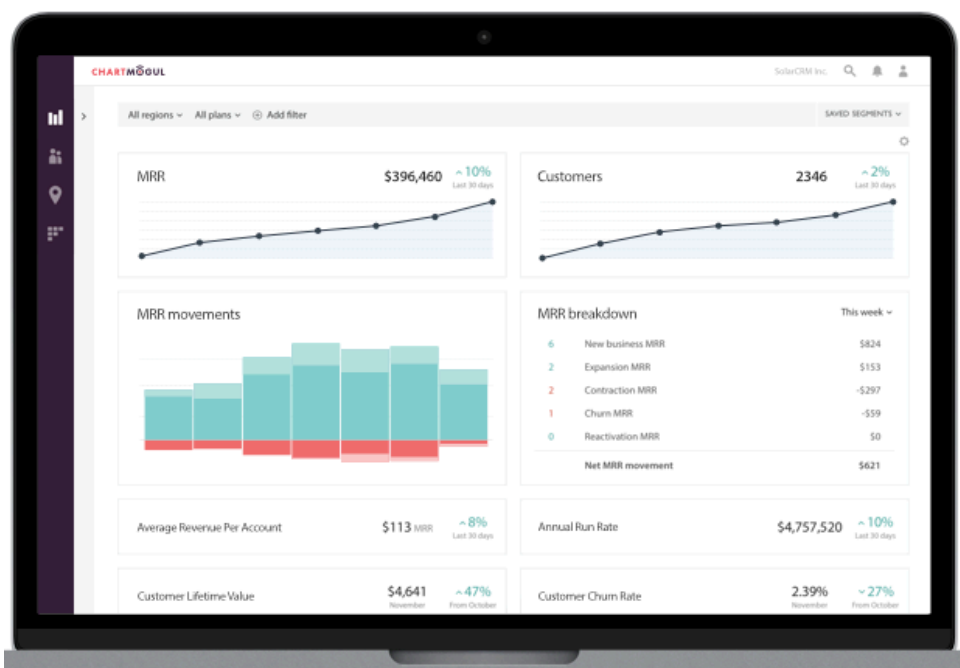 CHARTMOGUL
SolarCRM Inc.
All regions All plans Add filter
SAVED SEGMENTS
MRR $396,460 10%
Last 30 days
Customers 2346 2%
Last 30 days
MRR movements
MRR breakdown This week
6 New business MRR $824
2 Expansion MRR $153
2 Contraction MRR -$297
1 Churn MRR -$59
0 Reactivation MRR $0
Net MRR movement $621
Average Revenue Per Account $113 MRR 8%
Last 30 days
Annual Run Rate $4,757,520 10%
Last 30 days
Customer Lifetime Value $4,641 47%
November From October
Customer Churn Rate 2.39% 27%
November From October